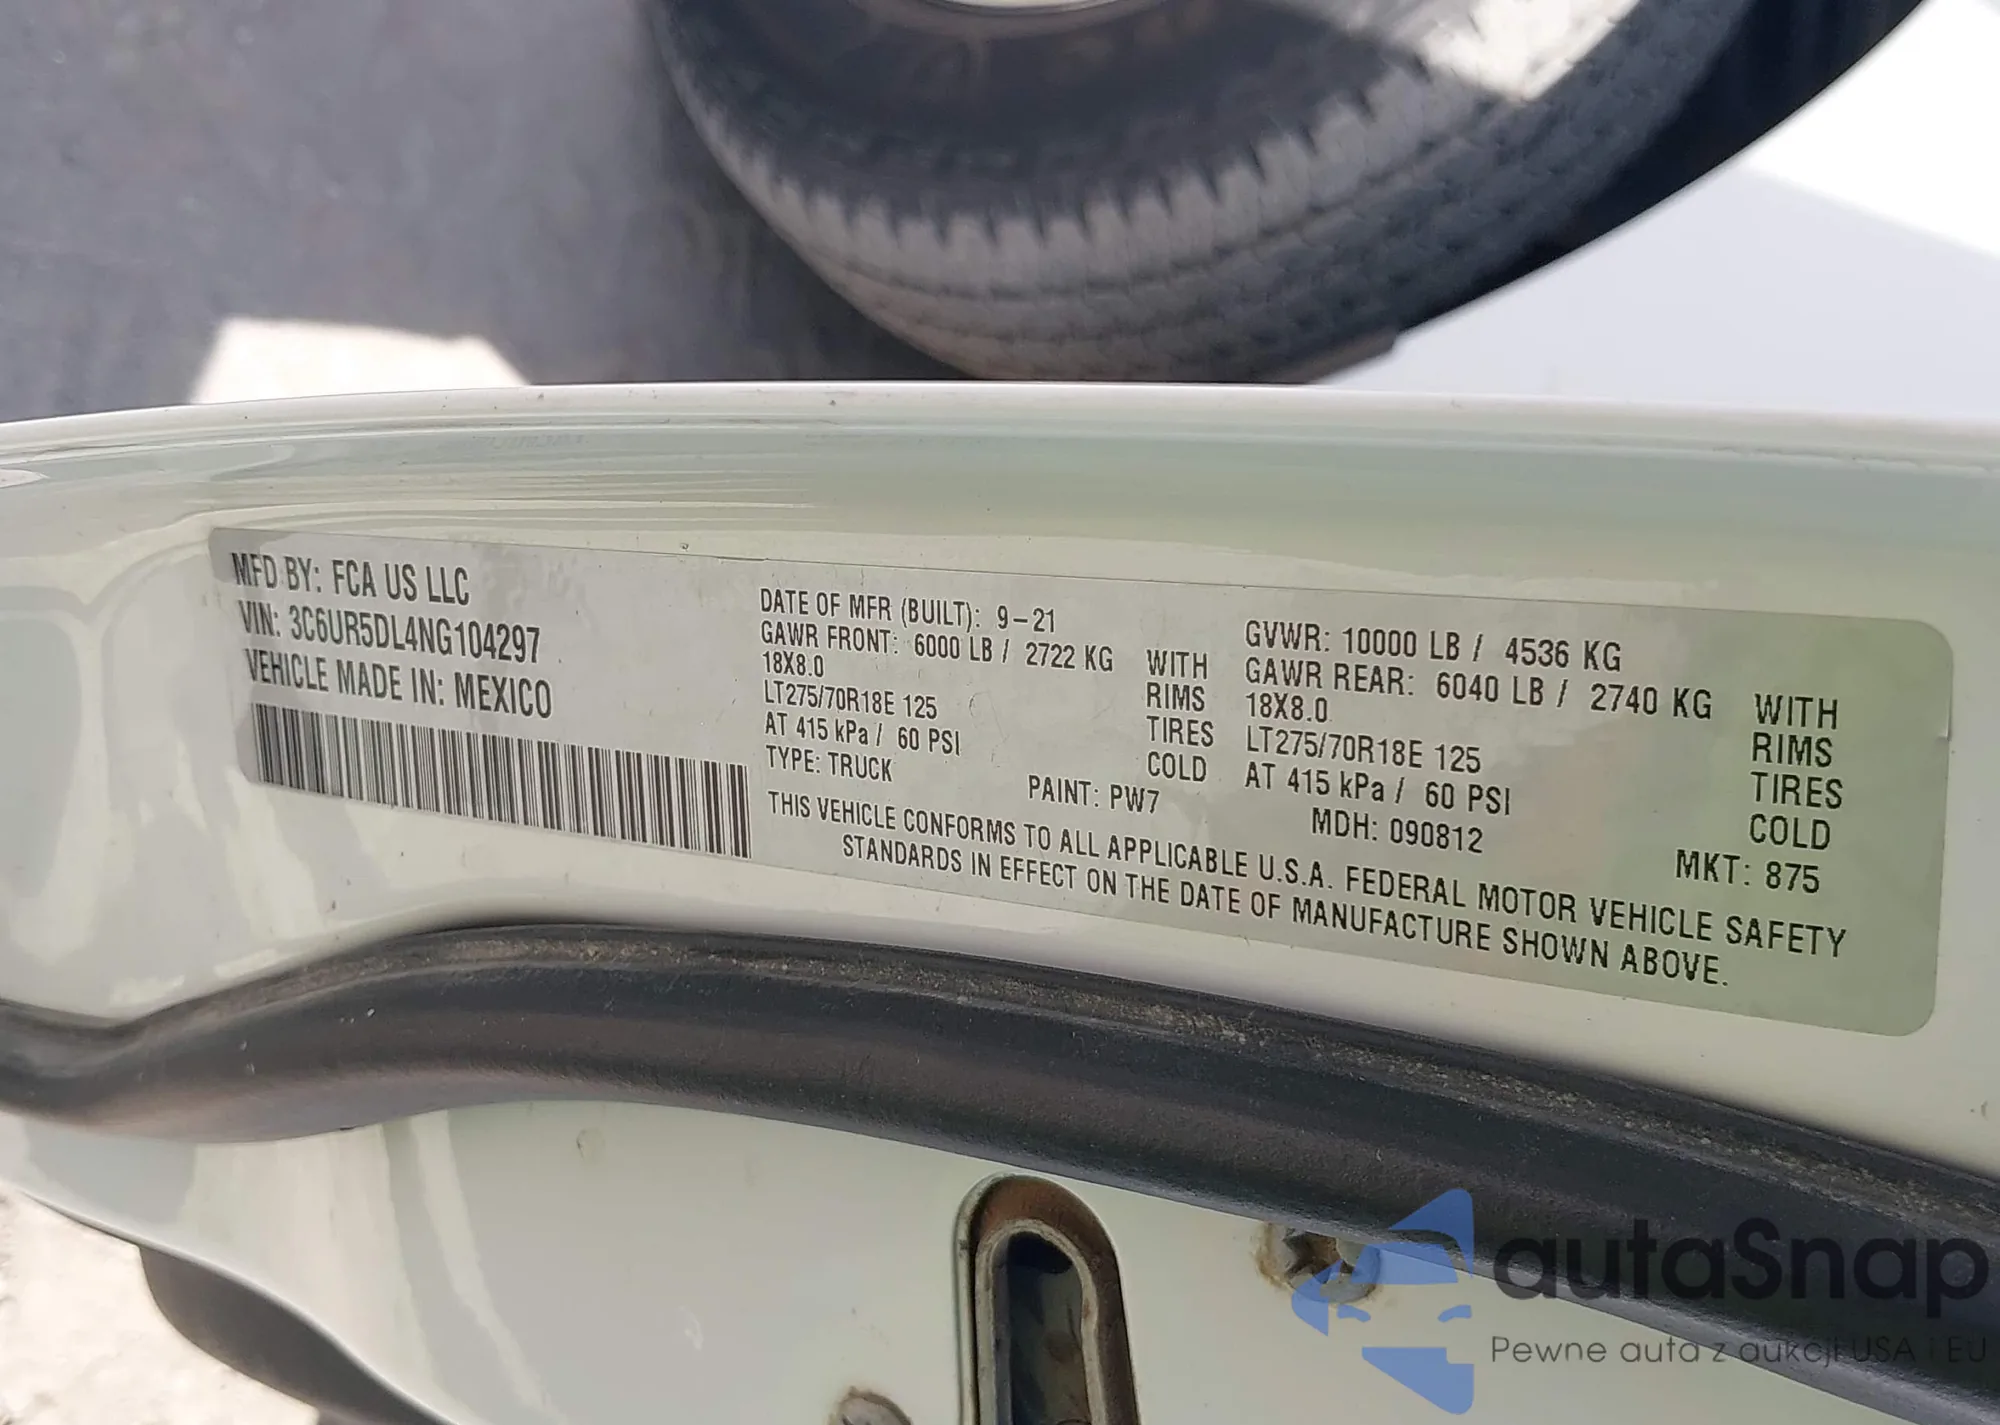 MFD BY: FCA US LLC
VIN: 3C6UR5DL4NG104297
VEHICLE MADE IN: MEXICO
DATE OF MFR (BUILT): 9-21
GAWR FRONT: 6000 LB / 2722 KG WITH
18X8.0 RIMS
LT275/70R18E 125 TIRES
AT 415 kPa / 60 PSI COLD
TYPE: TRUCK
PAINT: PW7
GVWR: 10000 LB / 4536 KG
GAWR REAR: 6040 LB / 2740 KG WITH
18X8.0 RIMS
LT275/70R18E 125 TIRES
AT 415 kPa / 60 PSI COLD
MDH: 090812
MKT: 875
THIS VEHICLE CONFORMS TO ALL APPLICABLE U.S.A. FEDERAL MOTOR VEHICLE SAFETY
STANDARDS IN EFFECT ON THE DATE OF MANUFACTURE SHOWN ABOVE.
autaSnap
Pewne auta z aukcji USA i EU